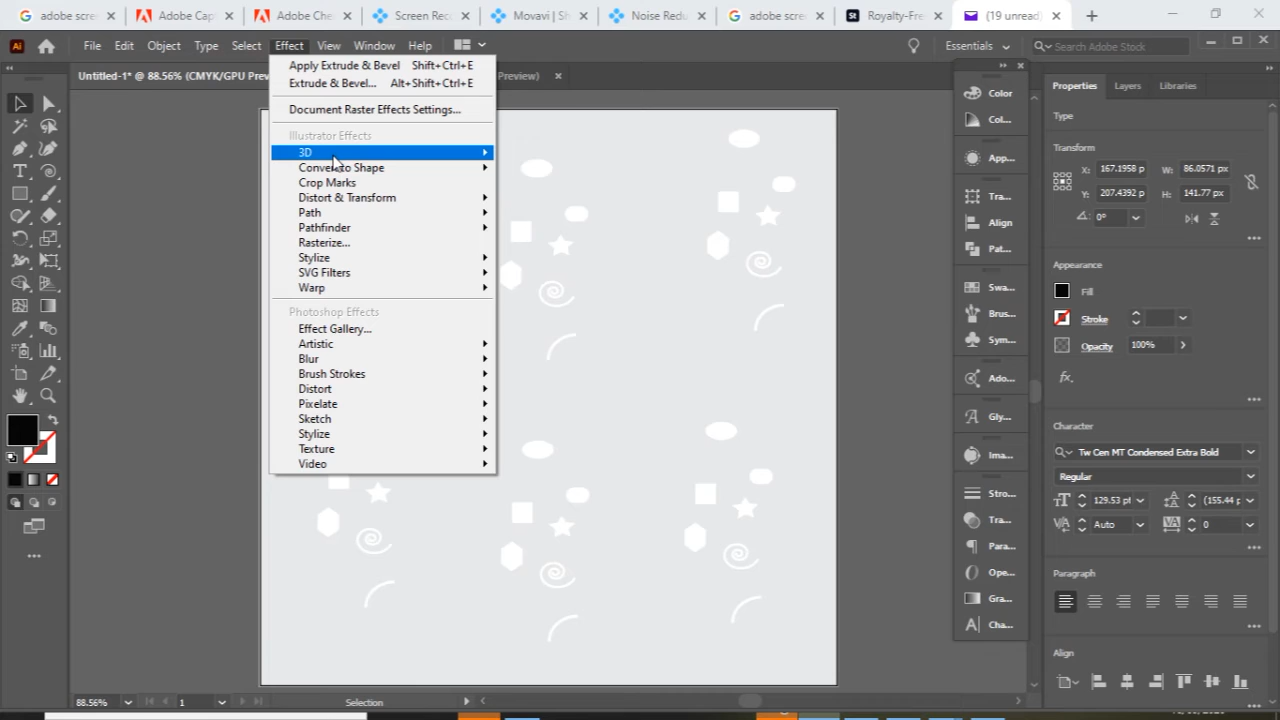 adobe scre
Adobe Cap
Adobe Che
Screen Rec
Movavi | Sh
Noise Redu
adobe scre
St Royalty-Fre
(19 unread)
Ai File Edit Object Type Select Effect View Window Help
Essentials
Search Adobe Stock
Untitled-1* @ 88.56% (CMYK/GPU Prev
Preview)
Apply Extrude & Bevel Shift+Ctrl+E
Extrude & Bevel... Alt+Shift+Ctrl+E
Document Raster Effects Settings...
Illustrator Effects
3D
Convert to Shape
Crop Marks
Distort & Transform
Path
Pathfinder
Rasterize...
Stylize
SVG Filters
Warp
Photoshop Effects
Effect Gallery...
Artistic
Blur
Brush Strokes
Distort
Pixelate
Sketch
Stylize
Texture
Video
Color
Col...
App...
Tra...
Align
Pat...
Swa...
Brus...
Sym...
Ado...
Gly...
Ima...
Stro...
Tra...
Para...
Ope...
Gra...
Cha...
Properties Layers Libraries
Type
Transform
X: 167.1958 p W: 86.0571 px
Y: 207.4392 p H: 141.77 px
0°
Appearance
Fill
Stroke
Opacity 100%
fx
Character
Tw Cen MT Condensed Extra Bold
Regular
129.53 pt (155.44 p
Auto 0
Paragraph
Align
88.56% 1 Selection